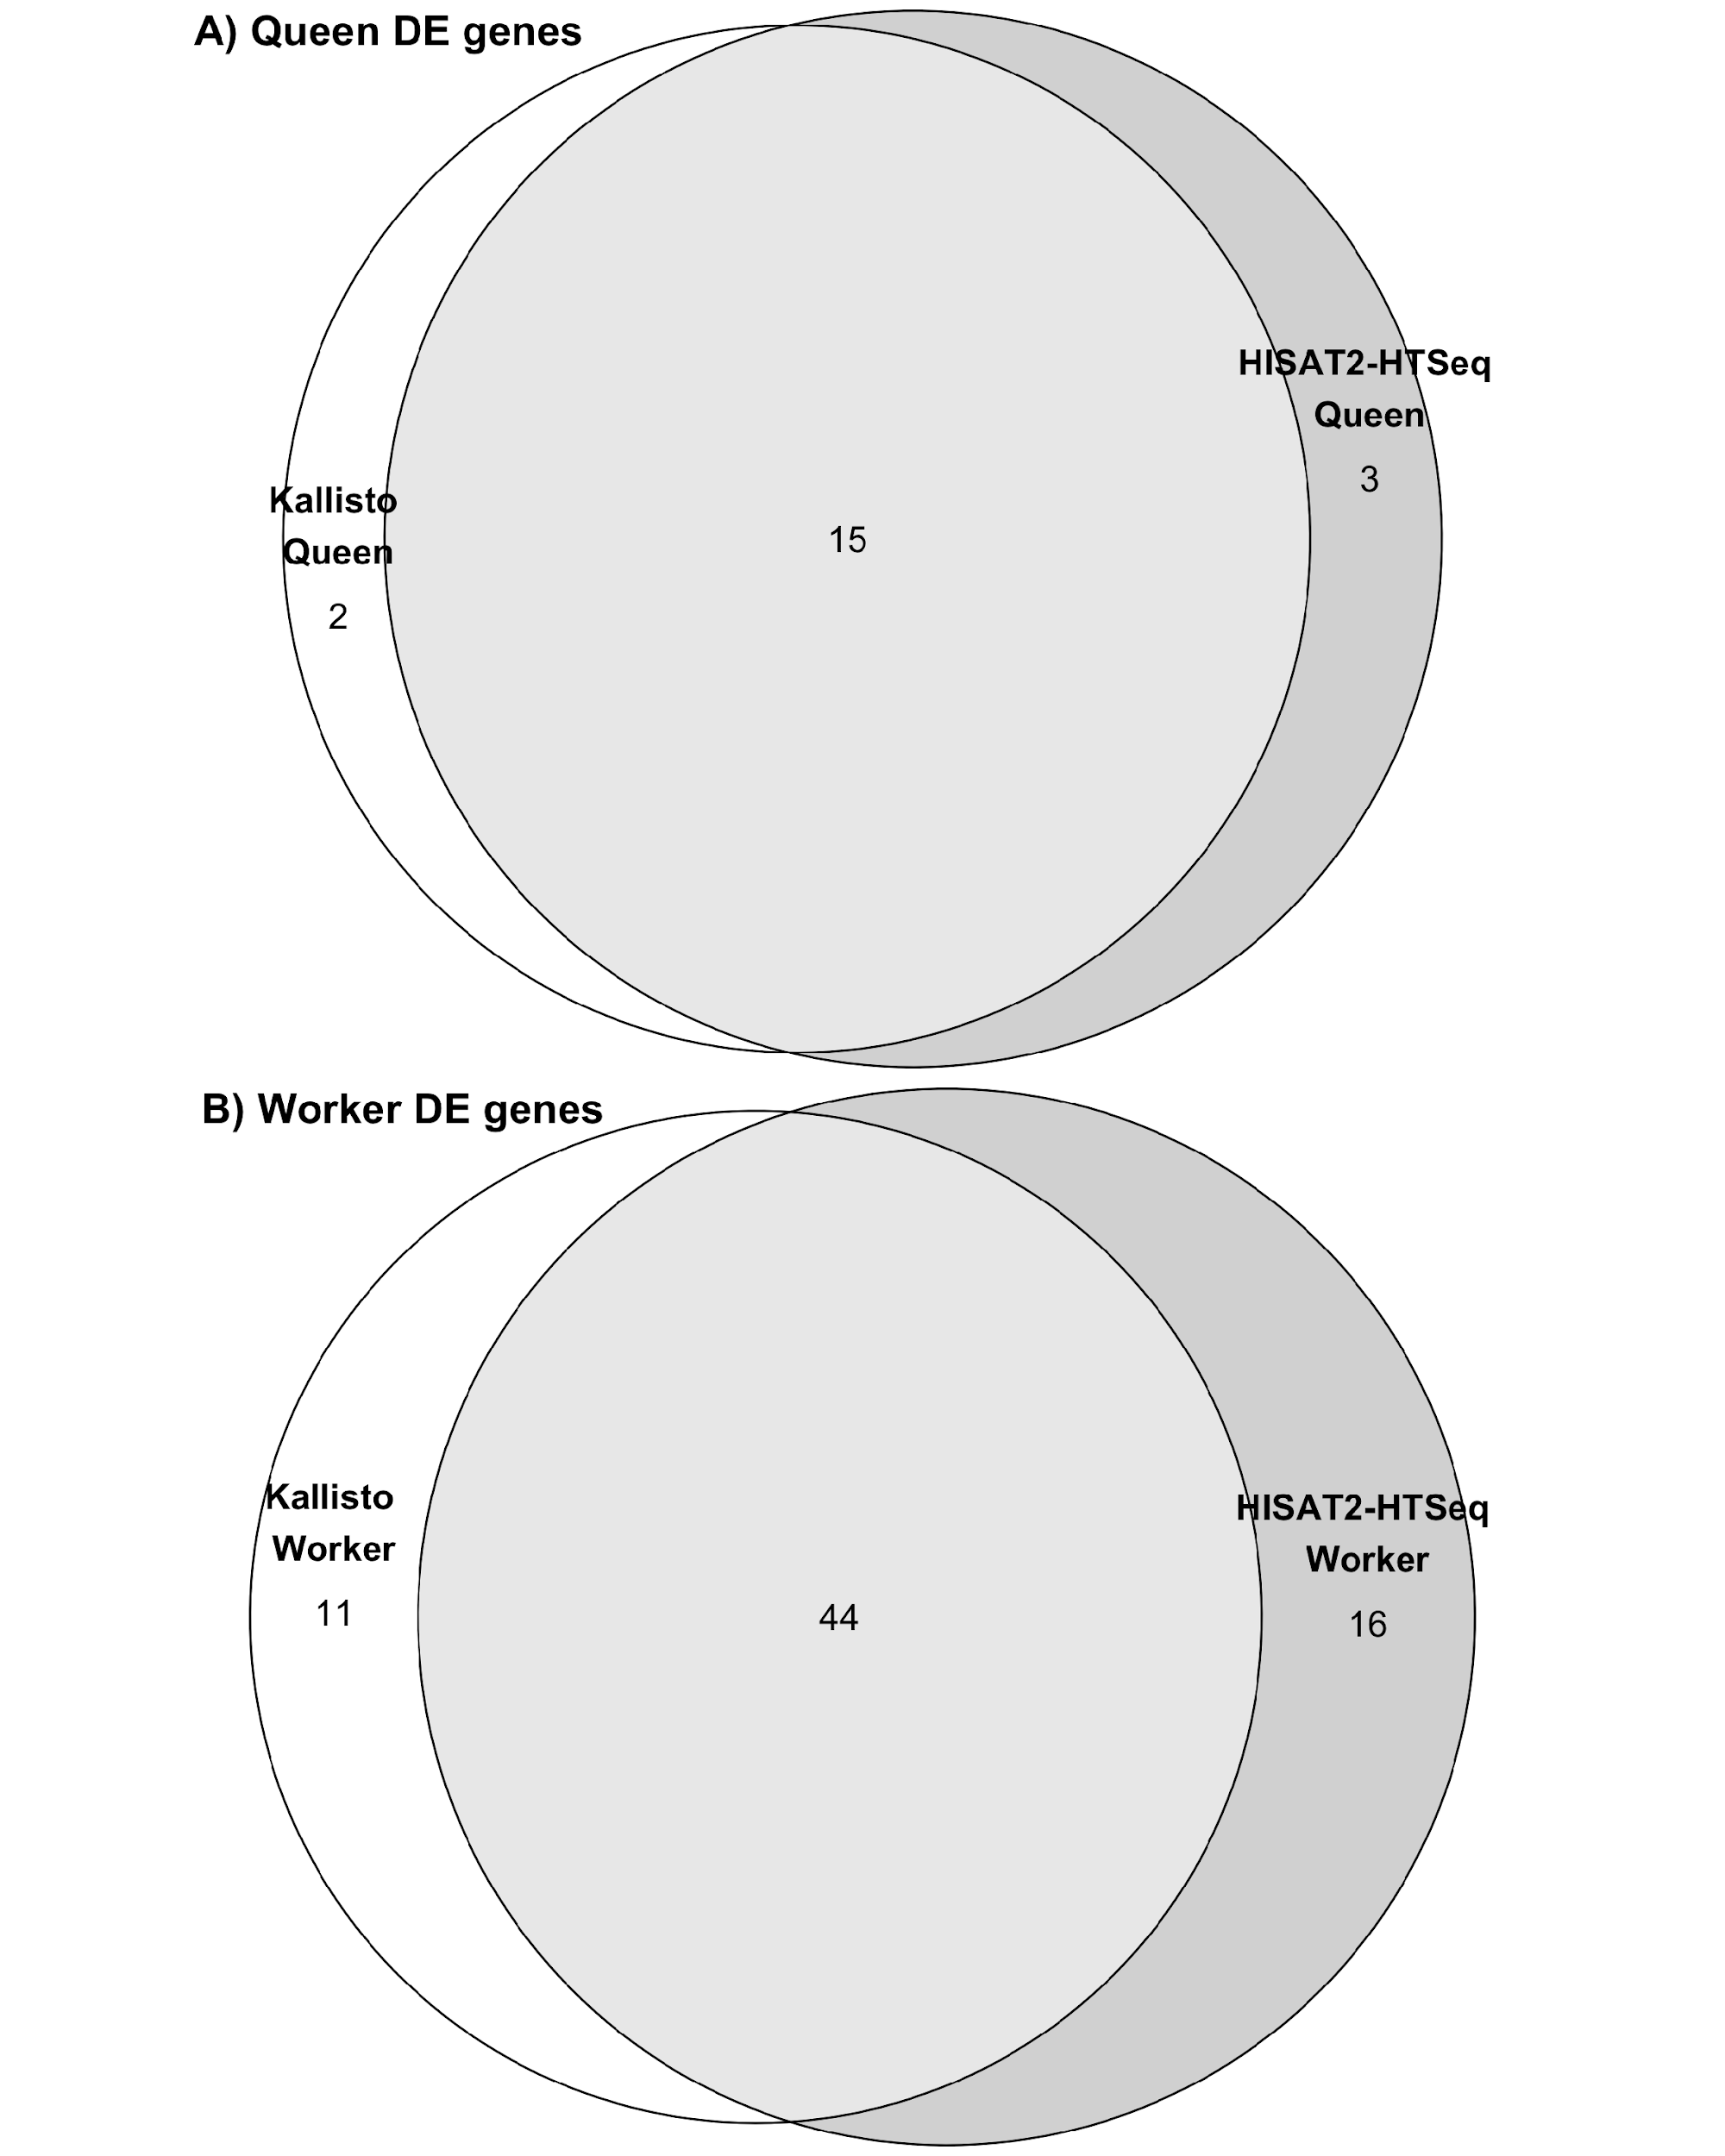 A) Queen DE genes
HISAT2-HTSeq
Queen
3
Kallisto
Queen
2
15
B) Worker DE genes
Kallisto
Worker
11
44
HISAT2-HTSeq
Worker
16